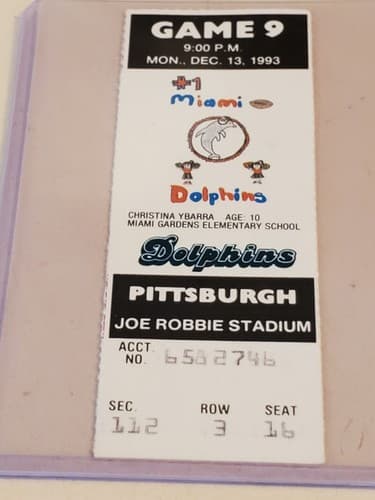 GAME 9
9:00 P.M.
MON., DEC. 13, 1993
#1
Miami
Dolphins
CHRISTINA YBARRA AGE: 10
MIAMI GARDENS ELEMENTARY SCHOOL
Dolphins
PITTSBURGH
JOE ROBBIE STADIUM
ACCT.
NO. 6582746
SEC. ROW SEAT
112 3 16